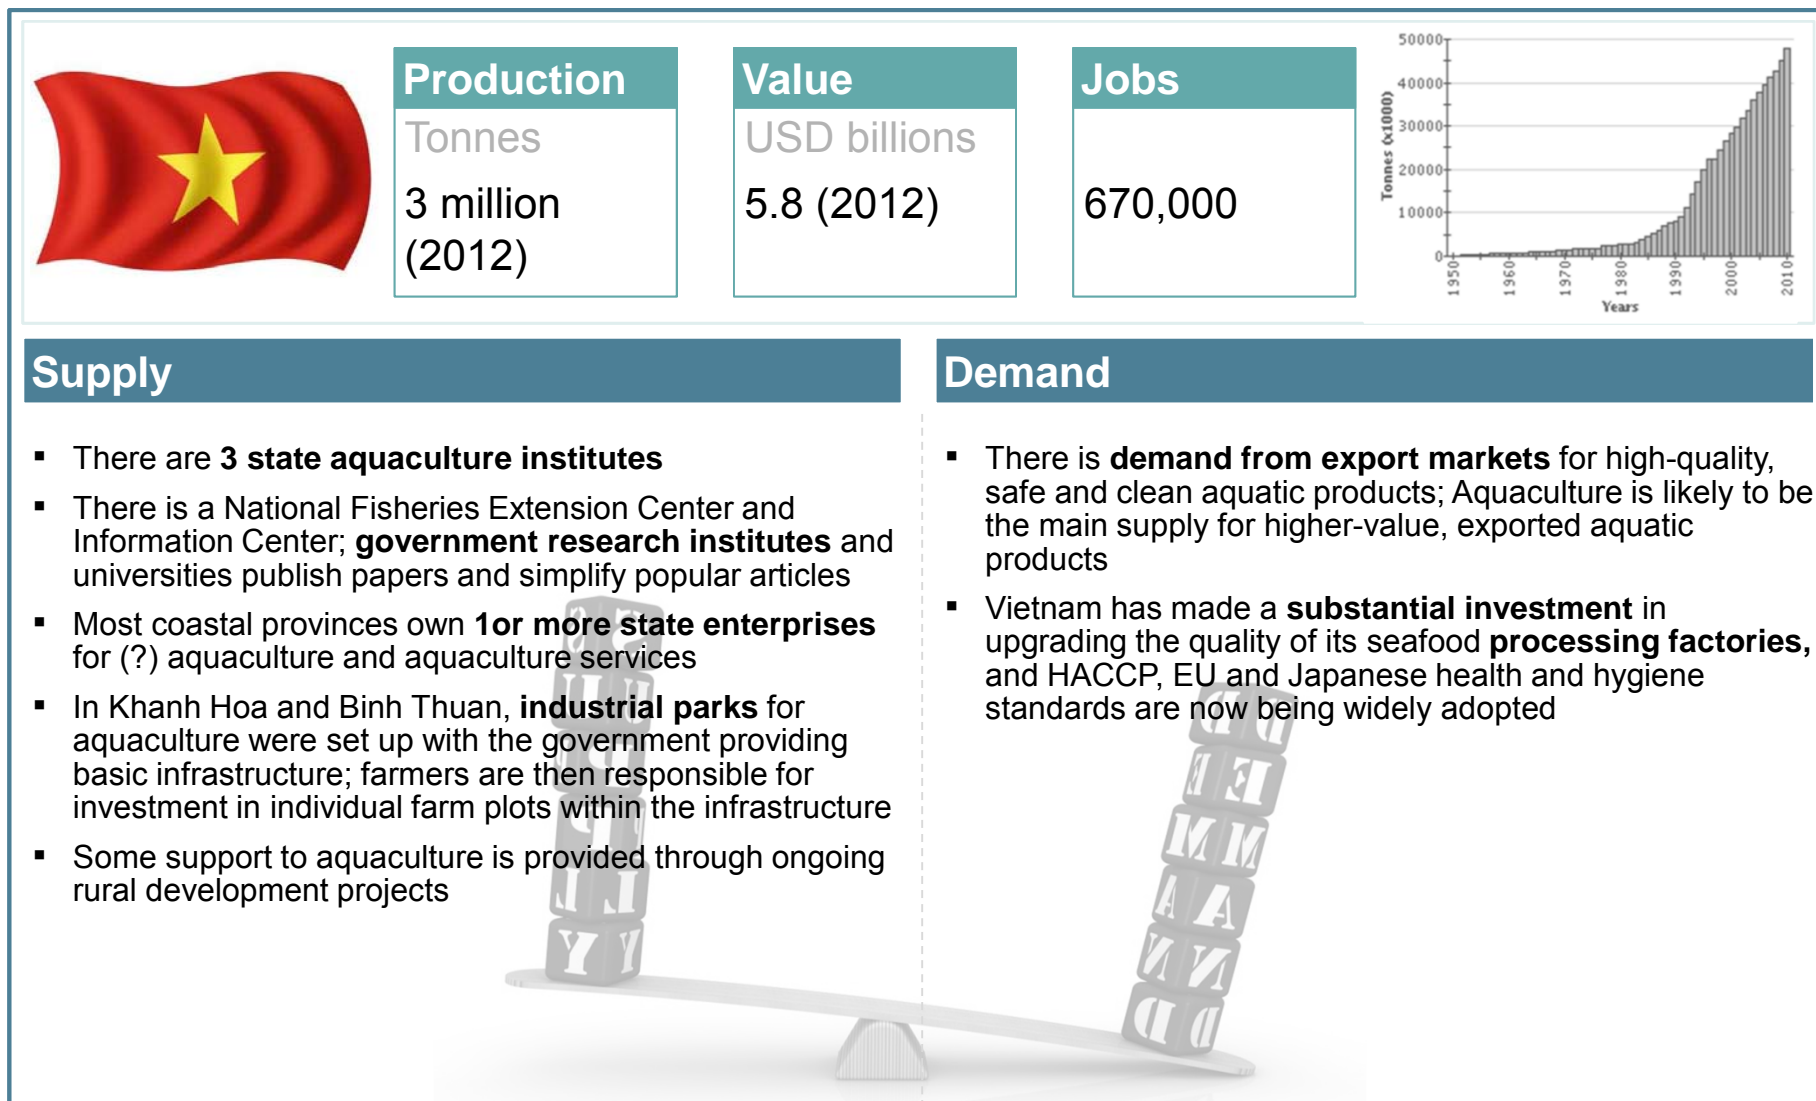 Production
Tonnes
3 million
(2012)
Value
USD billions
5.8 (2012)
Jobs
670,000
50000
40000
30000
20000
10000
0
Tonnes (x1000)
1950
1960
1970
1980
1990
2000
2010
Years
Supply
▪ There are 3 state aquaculture institutes
▪ There is a National Fisheries Extension Center and
Information Center; government research institutes and
universities publish papers and simplify popular articles
▪ Most coastal provinces own 1or more state enterprises
for (?) aquaculture and aquaculture services
▪ In Khanh Hoa and Binh Thuan, industrial parks for
aquaculture were set up with the government providing
basic infrastructure; farmers are then responsible for
investment in individual farm plots within the infrastructure
▪ Some support to aquaculture is provided through ongoing
rural development projects
Demand
▪ There is demand from export markets for high-quality,
safe and clean aquatic products; Aquaculture is likely to be
the main supply for higher-value, exported aquatic
products
▪ Vietnam has made a substantial investment in
upgrading the quality of its seafood processing factories,
and HACCP, EU and Japanese health and hygiene
standards are now being widely adopted